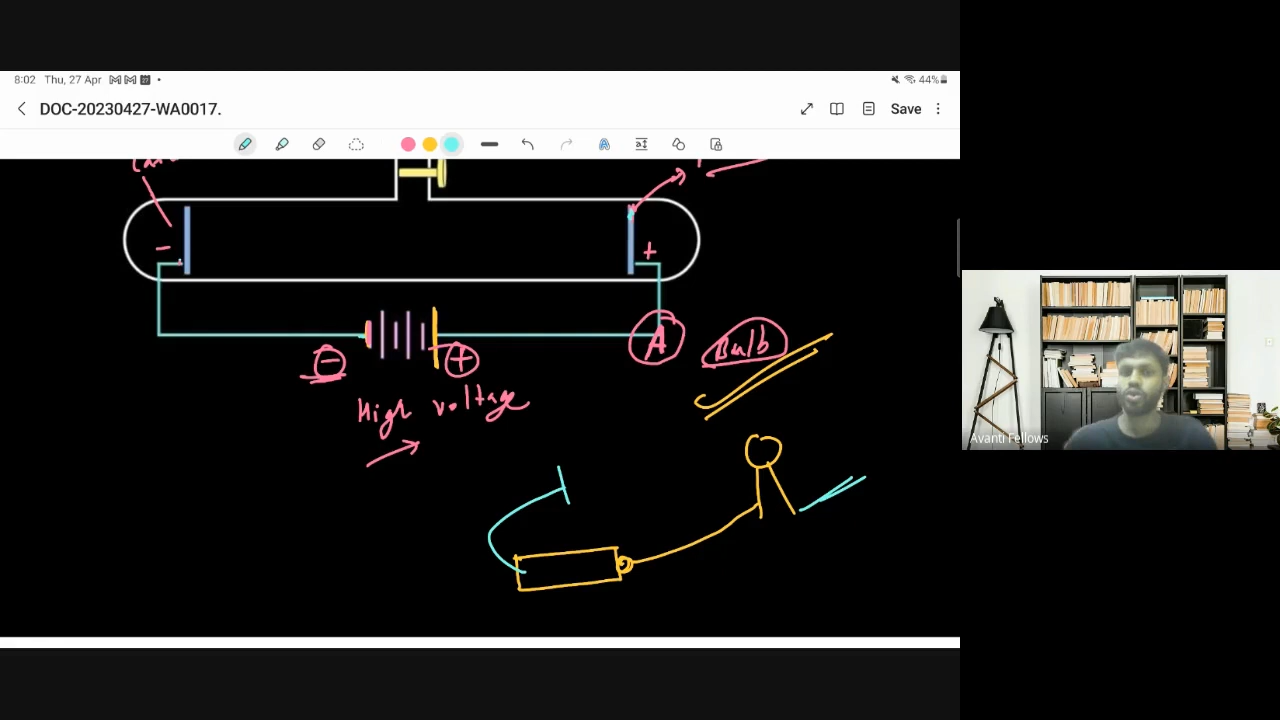 8:02 Thu, 27 Apr 44%
DOC-20230427-WA0017.
Save
- +
A Bulb
- +
High voltage
Avanti Fellows